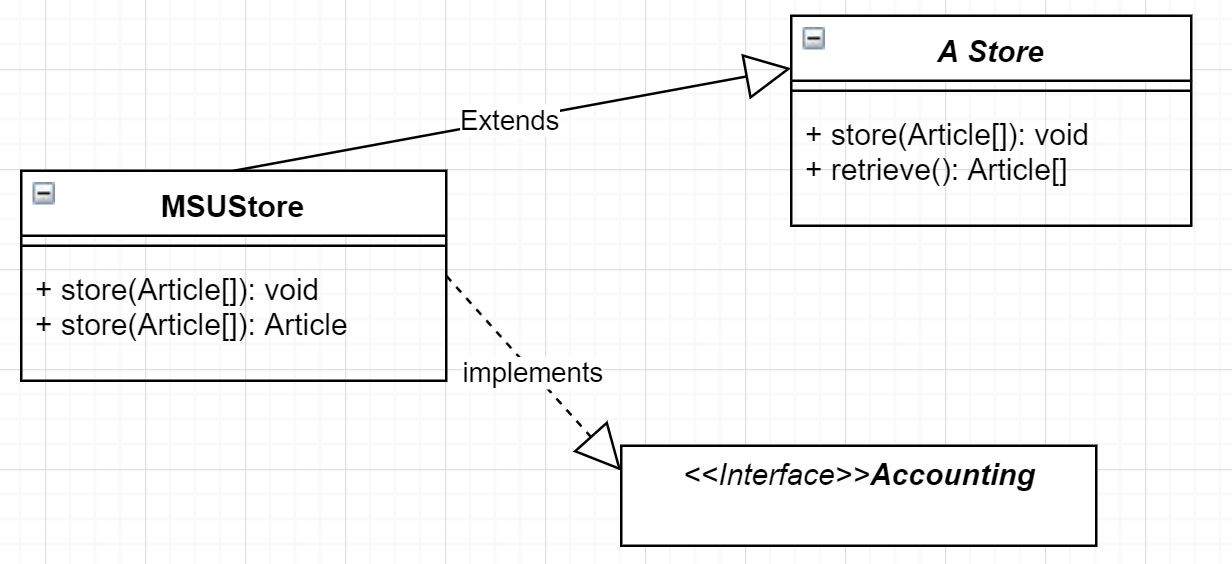 A Store
+ store(Article[]): void
+ retrieve(): Article[]
Extends
MSUStore
+ store(Article[]): void
+ store(Article[]): Article
implements
<<Interface>>Accounting